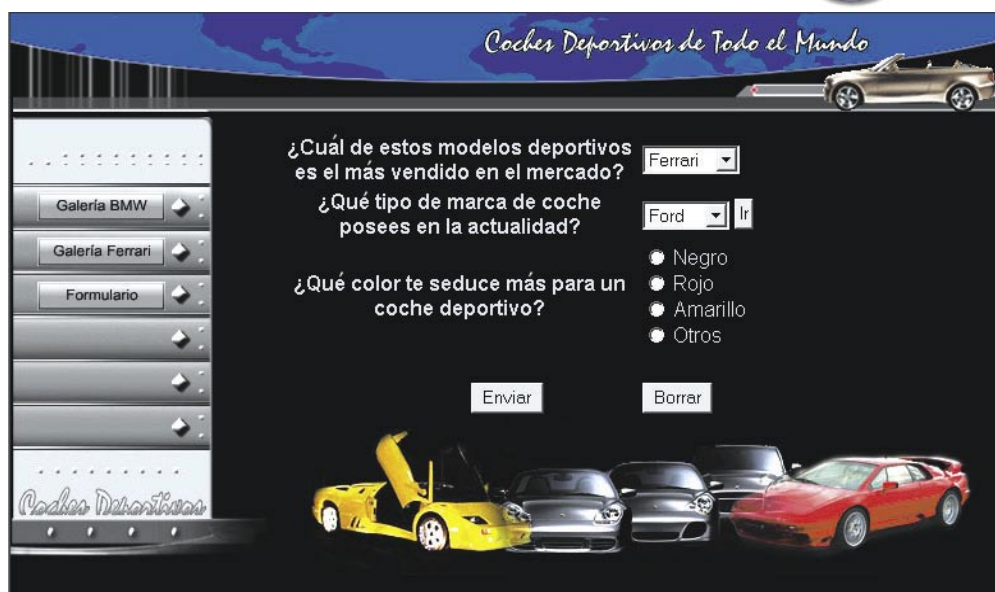 Coches Deportivos de Todo el Mundo
Galería BMW
Galería Ferrari
Formulario
Coches Deportivos
¿Cuál de estos modelos deportivos
es el más vendido en el mercado?
Ferrari
¿Qué tipo de marca de coche
posees en la actualidad?
Ford
Ir
¿Qué color te seduce más para un
coche deportivo?
Negro
Rojo
Amarillo
Otros
Enviar
Borrar